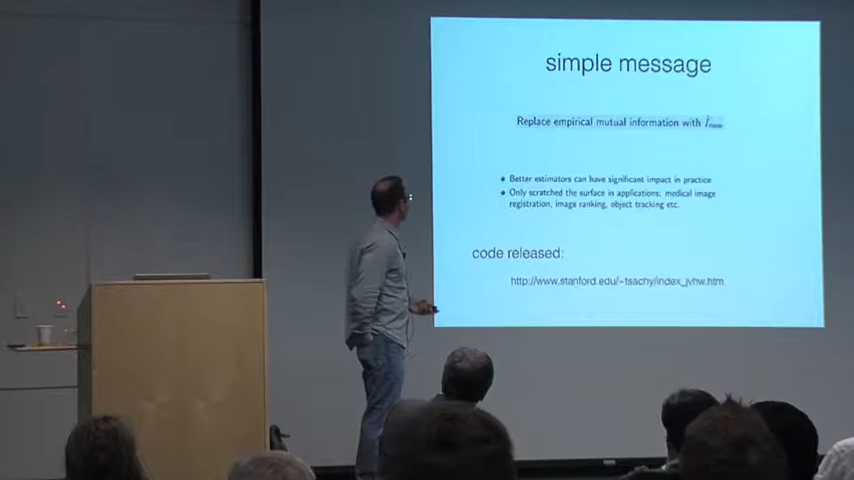 simple message
Replace empirical mutual information with Î_new
• Better estimators can have significant impact in practice
• Only scratched the surface in applications: medical image
registration, image ranking, object tracking etc.
code released:
http://www.stanford.edu/~tsachy/index_jvhw.htm